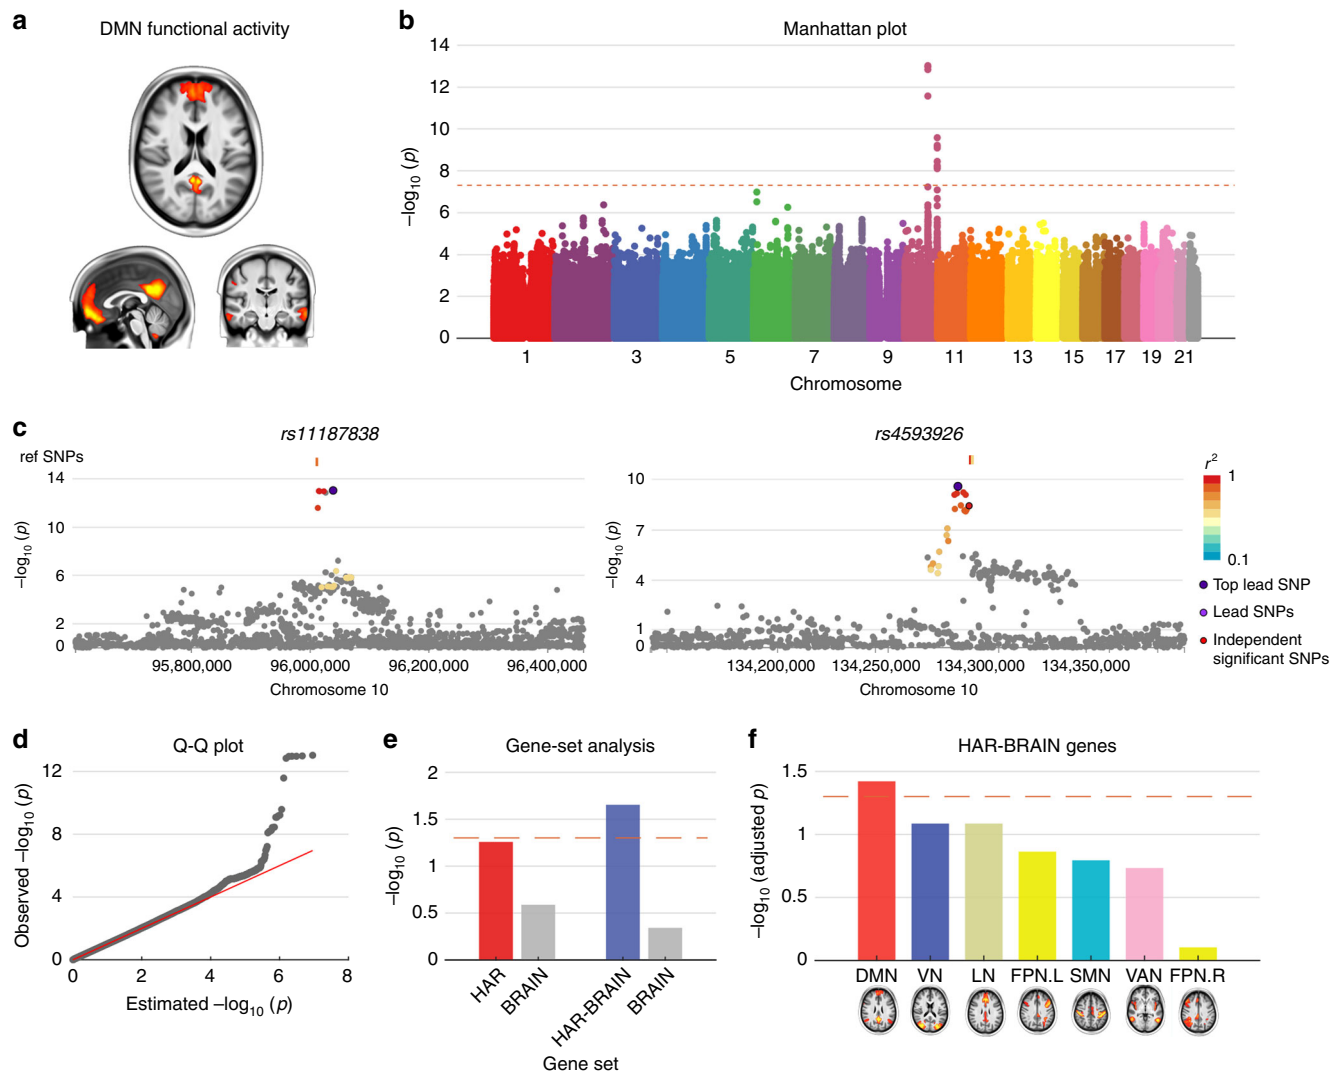 a
DMN functional activity
b
Manhattan plot
–log10 (p)
14
12
10
8
6
4
2
0
1 3 5 7 9 11 13 15 17 19 21
Chromosome
c
rs11187838
ref SNPs
–log10 (p)
14
10
6
2
0
95,800,000 96,000,000 96,200,000 96,400,000
Chromosome 10
rs4593926
–log10 (p)
10
7
4
1
0
134,200,000 134,250,000 134,300,000 134,350,000
Chromosome 10
r2
1
0.1
Top lead SNP
Lead SNPs
Independent
significant SNPs
d
Q-Q plot
Observed –log10 (p)
12
8
4
0
0 2 4 6 8
Estimated –log10 (p)
e
Gene-set analysis
–log10 (p)
2
1.5
1
0.5
0
HAR BRAIN HAR-BRAIN BRAIN
Gene set
f
HAR-BRAIN genes
–log10 (adjusted p)
1.5
1
0.5
0
DMN VN LN FPN.L SMN VAN FPN.R